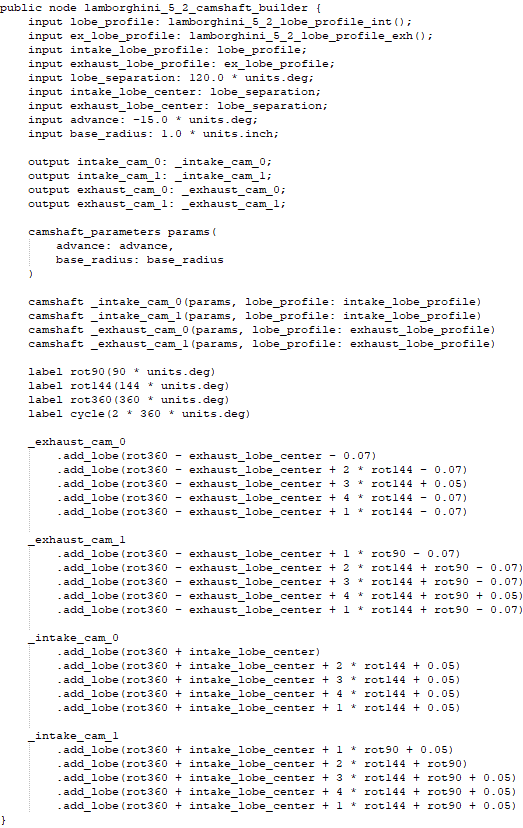 public node lamborghini_5_2_camshaft_builder {
    input lobe_profile: lamborghini_5_2_lobe_profile_int();
    input ex_lobe_profile: lamborghini_5_2_lobe_profile_exh();
    input intake_lobe_profile: lobe_profile;
    input exhaust_lobe_profile: ex_lobe_profile;
    input lobe_separation: 120.0 * units.deg;
    input intake_lobe_center: lobe_separation;
    input exhaust_lobe_center: lobe_separation;
    input advance: -15.0 * units.deg;
    input base_radius: 1.0 * units.inch;

    output intake_cam_0: _intake_cam_0;
    output intake_cam_1: _intake_cam_1;
    output exhaust_cam_0: _exhaust_cam_0;
    output exhaust_cam_1: _exhaust_cam_1;

    camshaft_parameters params(
        advance: advance,
        base_radius: base_radius
    )

    camshaft _intake_cam_0(params, lobe_profile: intake_lobe_profile)
    camshaft _intake_cam_1(params, lobe_profile: intake_lobe_profile)
    camshaft _exhaust_cam_0(params, lobe_profile: exhaust_lobe_profile)
    camshaft _exhaust_cam_1(params, lobe_profile: exhaust_lobe_profile)

    label rot90(90 * units.deg)
    label rot144(144 * units.deg)
    label rot360(360 * units.deg)
    label cycle(2 * 360 * units.deg)

    _exhaust_cam_0
        .add_lobe(rot360 - exhaust_lobe_center - 0.07)
        .add_lobe(rot360 - exhaust_lobe_center + 2 * rot144 - 0.07)
        .add_lobe(rot360 - exhaust_lobe_center + 3 * rot144 + 0.05)
        .add_lobe(rot360 - exhaust_lobe_center + 4 * rot144 - 0.07)
        .add_lobe(rot360 - exhaust_lobe_center + 1 * rot144 - 0.07)

    _exhaust_cam_1
        .add_lobe(rot360 - exhaust_lobe_center + 1 * rot90 - 0.07)
        .add_lobe(rot360 - exhaust_lobe_center + 2 * rot144 + rot90 - 0.07)
        .add_lobe(rot360 - exhaust_lobe_center + 3 * rot144 + rot90 - 0.07)
        .add_lobe(rot360 - exhaust_lobe_center + 4 * rot144 + rot90 + 0.05)
        .add_lobe(rot360 - exhaust_lobe_center + 1 * rot144 + rot90 - 0.07)

    _intake_cam_0
        .add_lobe(rot360 + intake_lobe_center)
        .add_lobe(rot360 + intake_lobe_center + 2 * rot144 + 0.05)
        .add_lobe(rot360 + intake_lobe_center + 3 * rot144 + 0.05)
        .add_lobe(rot360 + intake_lobe_center + 4 * rot144 + 0.05)
        .add_lobe(rot360 + intake_lobe_center + 1 * rot144 + 0.05)

    _intake_cam_1
        .add_lobe(rot360 + intake_lobe_center + 1 * rot90 + 0.05)
        .add_lobe(rot360 + intake_lobe_center + 2 * rot144 + rot90)
        .add_lobe(rot360 + intake_lobe_center + 3 * rot144 + rot90 + 0.05)
        .add_lobe(rot360 + intake_lobe_center + 4 * rot144 + rot90 + 0.05)
        .add_lobe(rot360 + intake_lobe_center + 1 * rot144 + rot90 + 0.05)
}